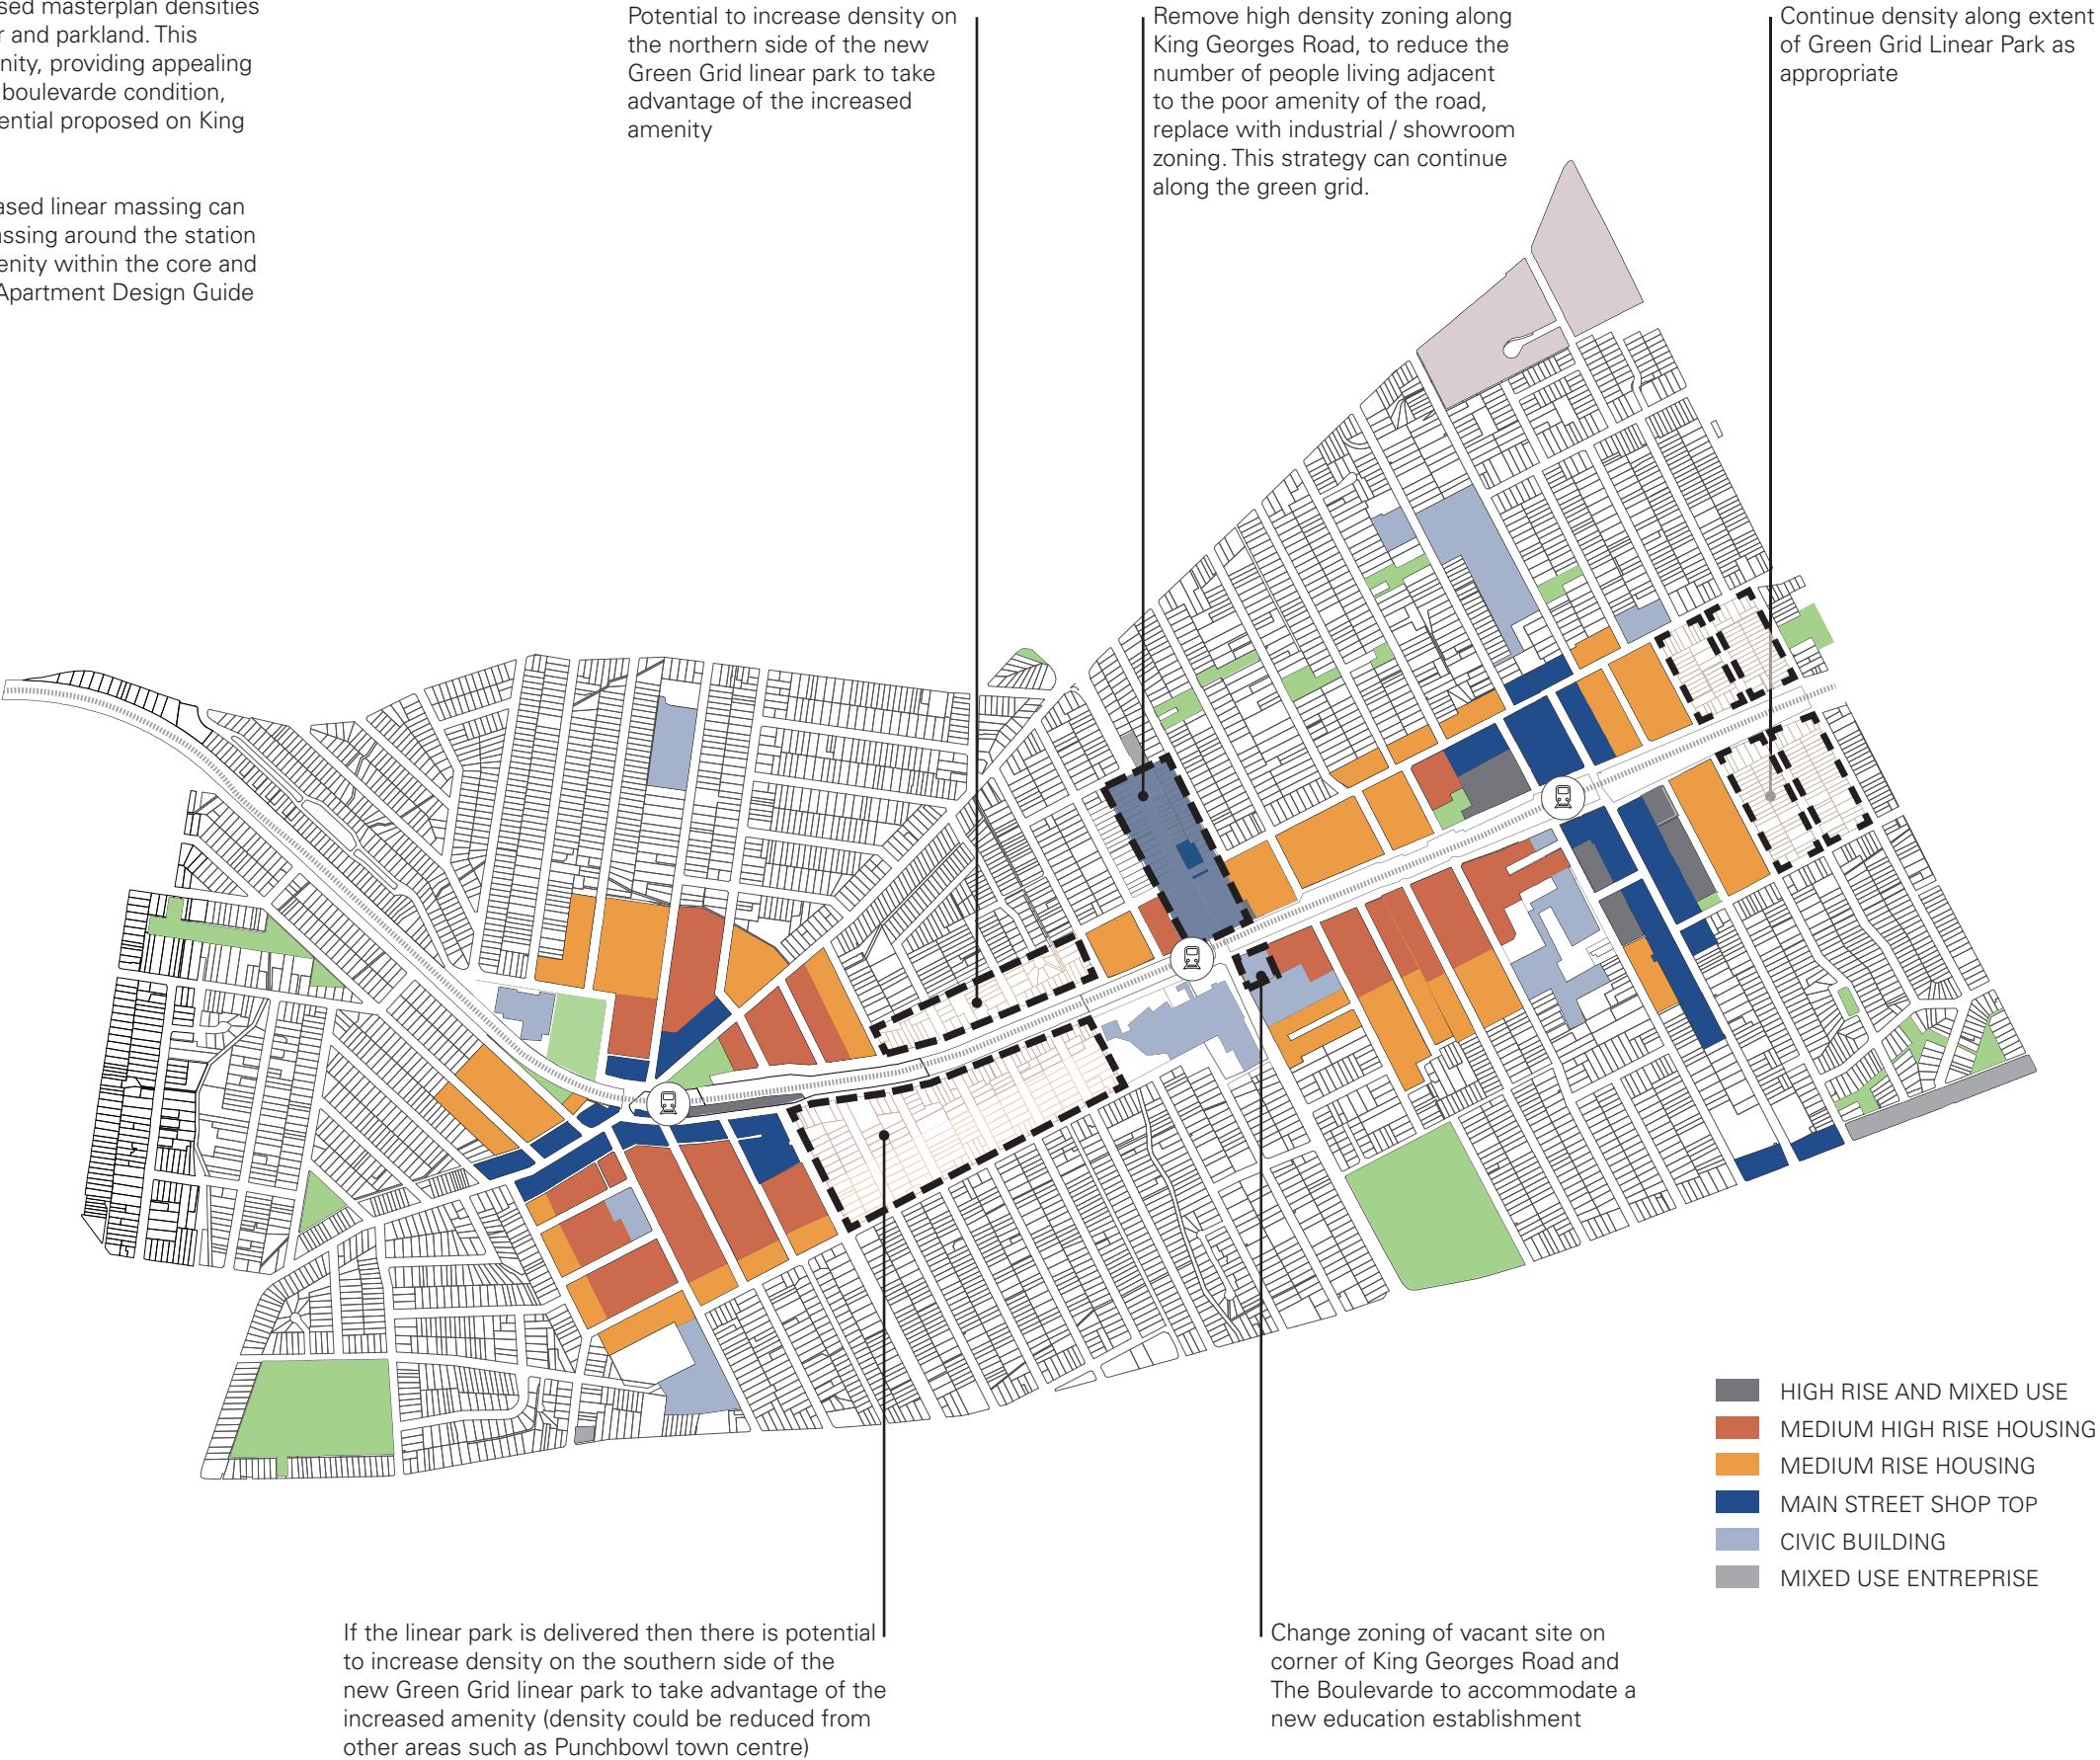 sed masterplan densities
r and parkland. This
nity, providing appealing
boulevarde condition,
ential proposed on King
ased linear massing can
assing around the station
enity within the core and
Apartment Design Guide
Potential to increase density on
the northern side of the new
Green Grid linear park to take
advantage of the increased
amenity
Remove high density zoning along
King Georges Road, to reduce the
number of people living adjacent
to the poor amenity of the road,
replace with industrial / showroom
zoning. This strategy can continue
along the green grid.
Continue density along extent
of Green Grid Linear Park as
appropriate
HIGH RISE AND MIXED USE
MEDIUM HIGH RISE HOUSING
MEDIUM RISE HOUSING
MAIN STREET SHOP TOP
CIVIC BUILDING
MIXED USE ENTREPRISE
If the linear park is delivered then there is potential
to increase density on the southern side of the
new Green Grid linear park to take advantage of the
increased amenity (density could be reduced from
other areas such as Punchbowl town centre)
Change zoning of vacant site on
corner of King Georges Road and
The Boulevarde to accommodate a
new education establishment